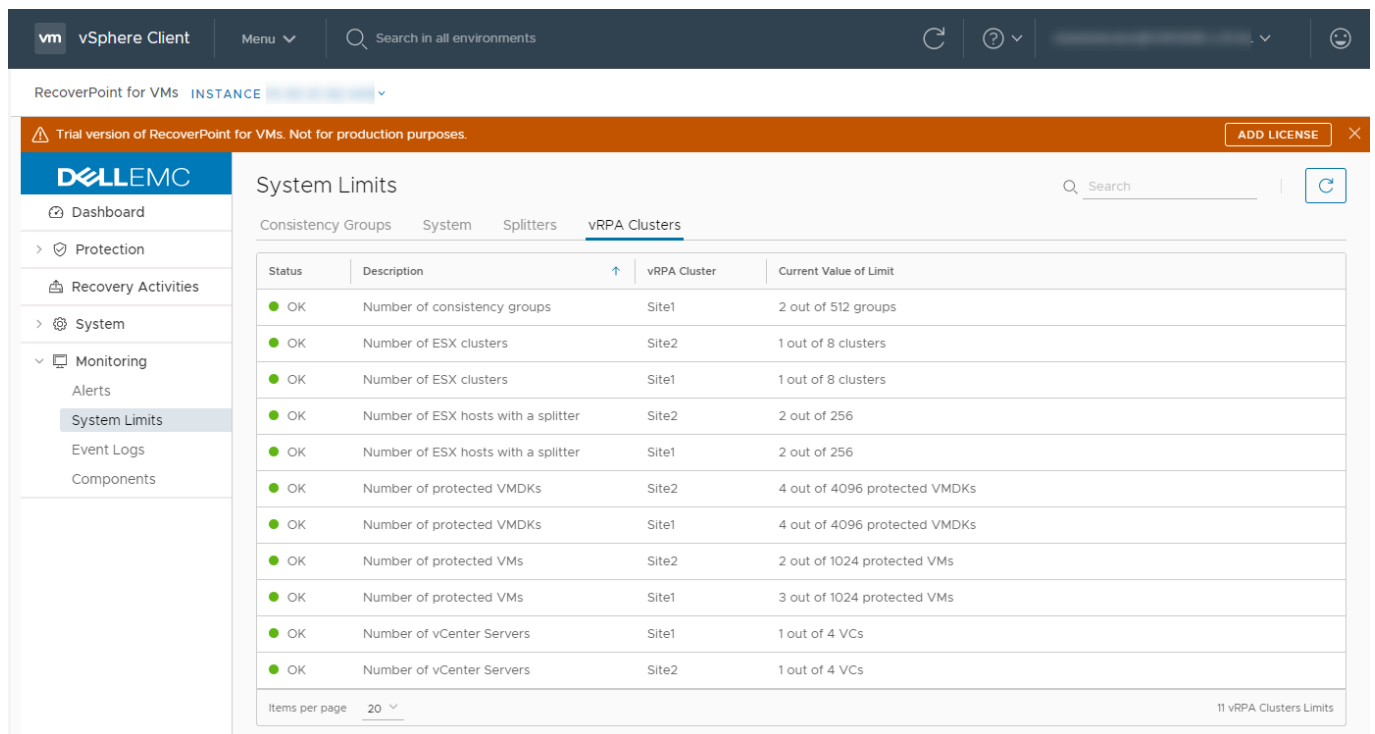 vm vSphere Client Menu Search in all environments
RecoverPoint for VMs INSTANCE
Trial version of RecoverPoint for VMs. Not for production purposes. ADD LICENSE
DELLEMC
Dashboard
Protection
Recovery Activities
System
Monitoring
Alerts
System Limits
Event Logs
Components
System Limits Search
Consistency Groups System Splitters vRPA Clusters
Status Description vRPA Cluster Current Value of Limit
OK Number of consistency groups Site1 2 out of 512 groups
OK Number of ESX clusters Site2 1 out of 8 clusters
OK Number of ESX clusters Site1 1 out of 8 clusters
OK Number of ESX hosts with a splitter Site2 2 out of 256
OK Number of ESX hosts with a splitter Site1 2 out of 256
OK Number of protected VMDKs Site2 4 out of 4096 protected VMDKs
OK Number of protected VMDKs Site1 4 out of 4096 protected VMDKs
OK Number of protected VMs Site2 2 out of 1024 protected VMs
OK Number of protected VMs Site1 3 out of 1024 protected VMs
OK Number of vCenter Servers Site1 1 out of 4 VCs
OK Number of vCenter Servers Site2 1 out of 4 VCs
Items per page 20 11 vRPA Clusters Limits